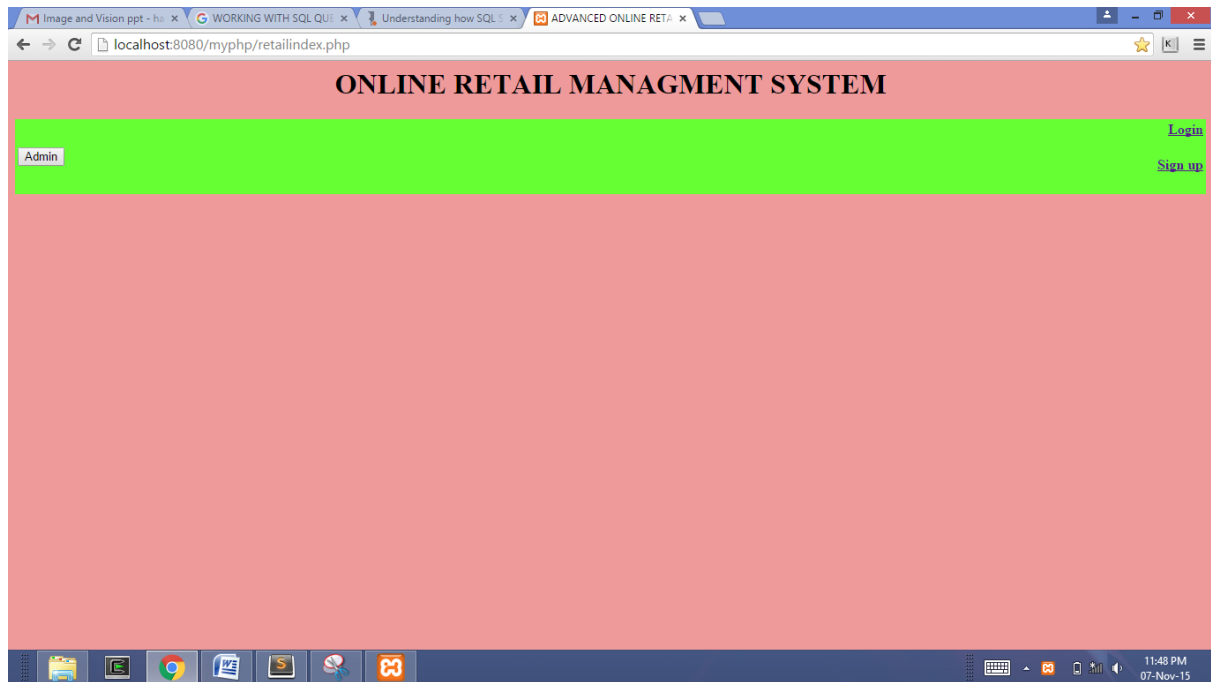 Image and Vision ppt - ha
WORKING WITH SQL QUE
Understanding how SQL S
ADVANCED ONLINE RETA
localhost:8080/myphp/retailindex.php
ONLINE RETAIL MANAGMENT SYSTEM
Login
Admin
Sign up
11:48 PM
07-Nov-15